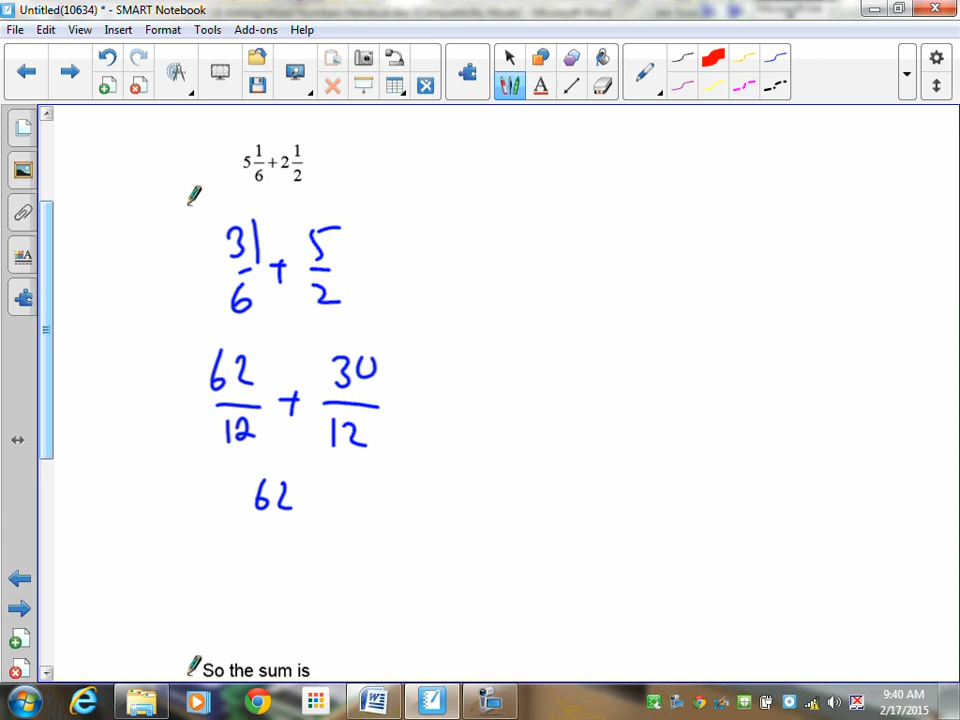 Untitled(10634) * - SMART Notebook
File Edit View Insert Format Tools Add-ons Help
5 1/6 + 2 1/2
31/6 + 5/2
62/12 + 30/12
62
So the sum is
9:40 AM
2/17/2015